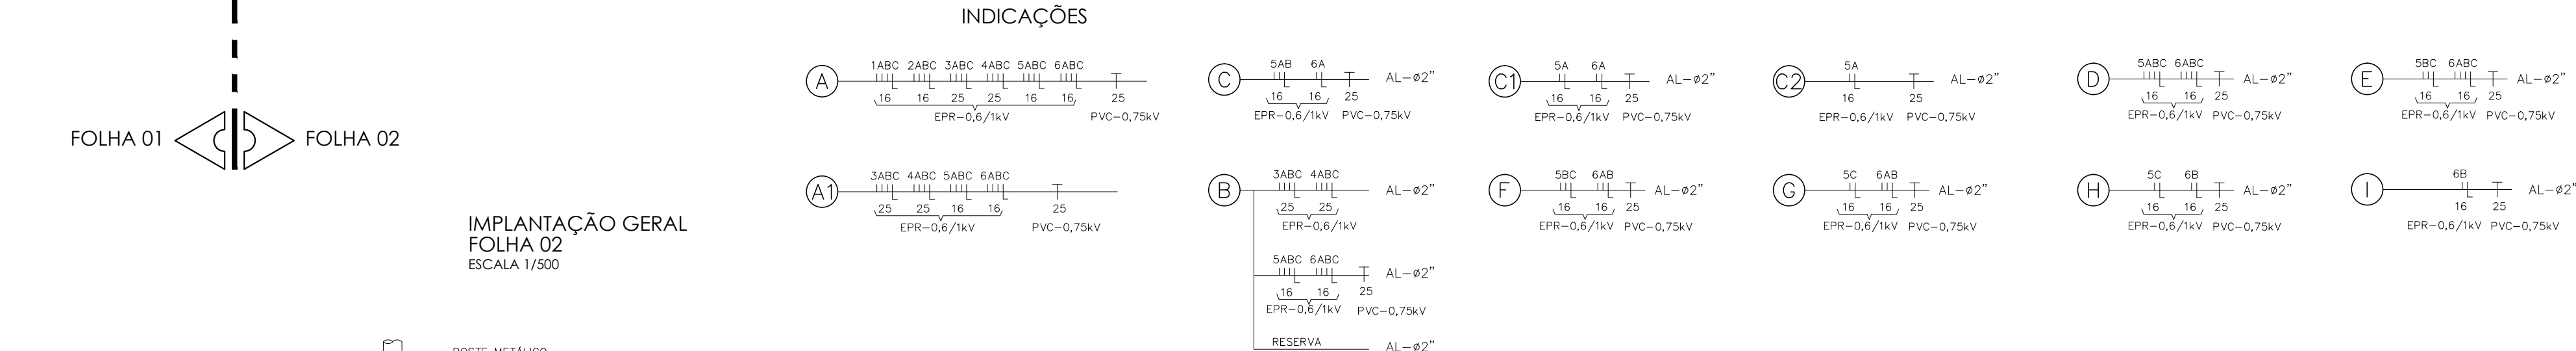 INDICAÇÕES
A 1ABC 2ABC 3ABC 4ABC 5ABC 6ABC
16 16 25 25 16 16 25
EPR-0,6/1kV PVC-0,75kV
C 5AB 6A AL-ø2"
16 16 25
EPR-0,6/1kV PVC-0,75kV
C1 5A 6A AL-ø2"
16 16 25
EPR-0,6/1kV PVC-0,75kV
C2 5A AL-ø2"
16 25
EPR-0,6/1kV PVC-0,75kV
D 5ABC 6ABC AL-ø2"
16 16 25
EPR-0,6/1kV PVC-0,75kV
E 5BC 6ABC AL-ø2"
16 16 25
EPR-0,6/1kV PVC-0,75kV
FOLHA 01 FOLHA 02
A1 3ABC 4ABC 5ABC 6ABC
25 25 16 16 25
EPR-0,6/1kV PVC-0,75kV
B 3ABC 4ABC AL-ø2"
25 25
EPR-0,6/1kV
5ABC 6ABC AL-ø2"
16 16 25
EPR-0,6/1kV PVC-0,75kV
RESERVA AL-ø2"
F 5BC 6AB AL-ø2"
16 16 25
EPR-0,6/1kV PVC-0,75kV
G 5C 6AB AL-ø2"
16 16 25
EPR-0,6/1kV PVC-0,75kV
H 5C 6B AL-ø2"
16 16 25
EPR-0,6/1kV PVC-0,75kV
I 6B AL-ø2"
16 25
EPR-0,6/1kV PVC-0,75kV
IMPLANTAÇÃO GERAL
FOLHA 02
ESCALA 1/500
POSTE METÁLICO